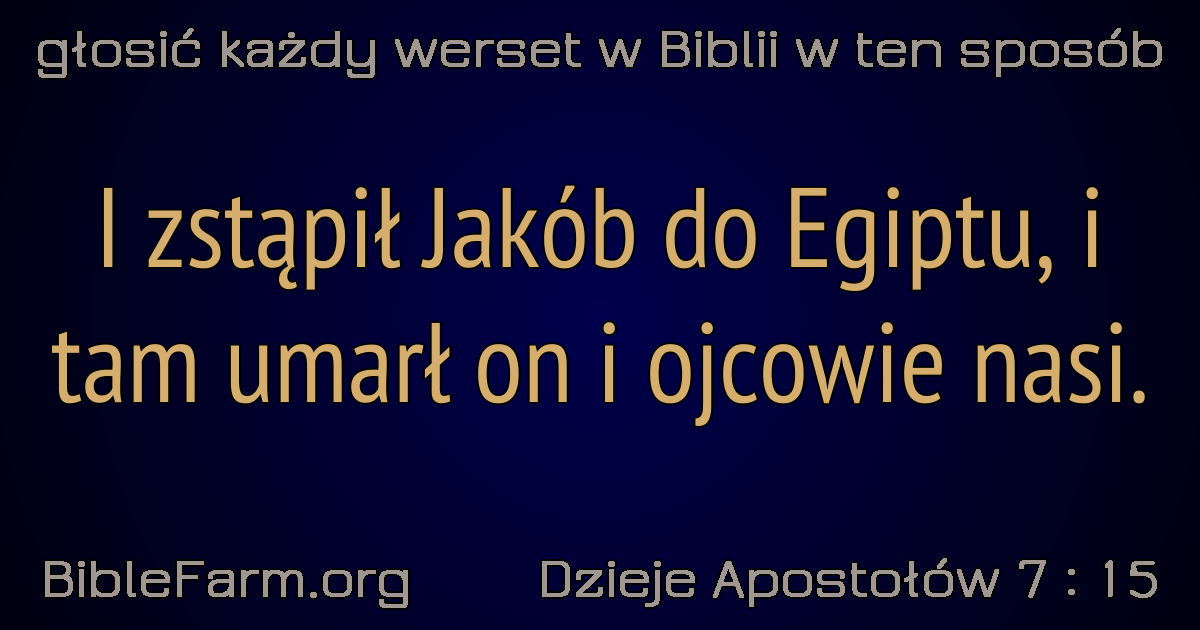 głosić każdy werset w Biblii w ten sposób
I zstąpił Jakób do Egiptu, i
tam umarł on i ojcowie nasi.
BibleFarm.org
Dzieje Apostołów 7 : 15